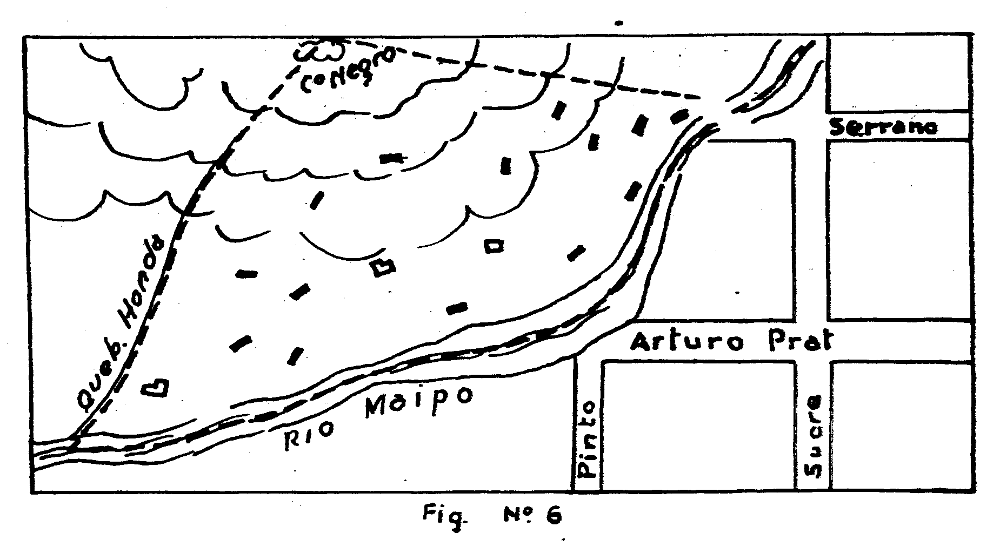 Co Negro
Serrano
Queb. Honda
Arturo Prat
Rio Maipo
Pinto
Sucre
Fig. Nº 6